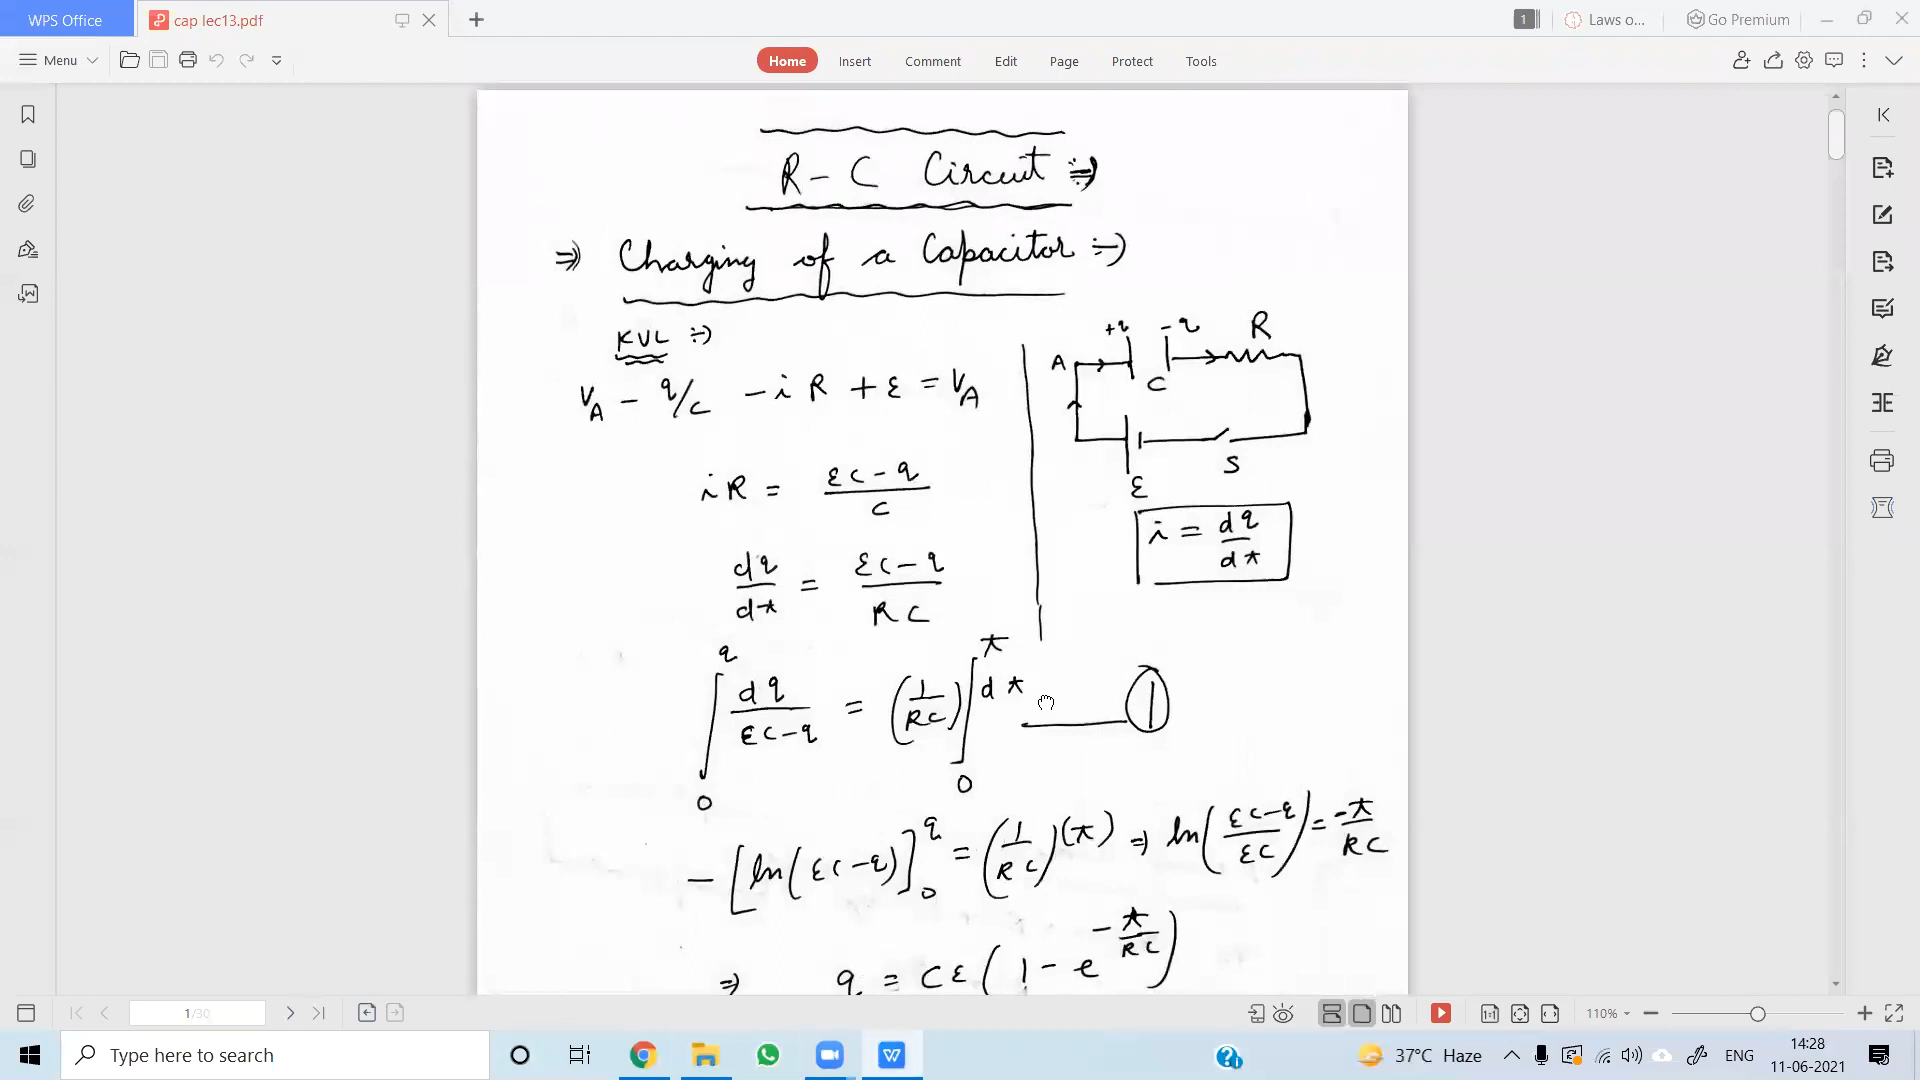 WPS Office
cap lec13.pdf
1
Laws o...
Go Premium
Menu
Home Insert Comment Edit Page Protect Tools
R - C Circuit ⇒
⇒ Charging of a Capacitor :-)
KVL :-)
V_A - q/C - iR + ε = V_A
+q -q R
A C
S
ε
i = dq/dt
iR = (εC - q)/C
dq/dt = (εC - q)/RC
∫₀^q dq/(εC - q) = (1/RC) ∫₀^t dt ——— ①
-[ln(εC - q)]₀^q = (1/RC)(t) ⇒ ln((εC - q)/εC) = -t/RC
⇒ q = Cε(1 - e^(-t/RC))
1/30
110%
Type here to search
37°C Haze
ENG
14:28
11-06-2021